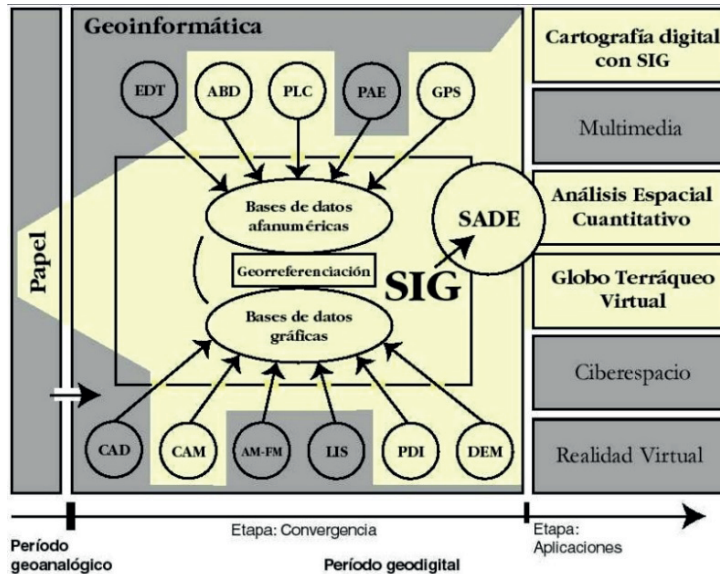 Geoinformática
EDT
ABD
PLC
PAE
GPS
Papel
Bases de datos
afanuméricas
Georreferenciación
SIG
SADE
Bases de datos
gráficas
CAD
CAM
AM-FM
LIS
PDI
DEM
Cartografía digital
con SIG
Multimedia
Análisis Espacial
Cuantitativo
Globo Terráqueo
Virtual
Ciberespacio
Realidad Virtual
Etapa: Convergencia
Etapa:
Aplicaciones
Período
geoanalógico
Período geodigital